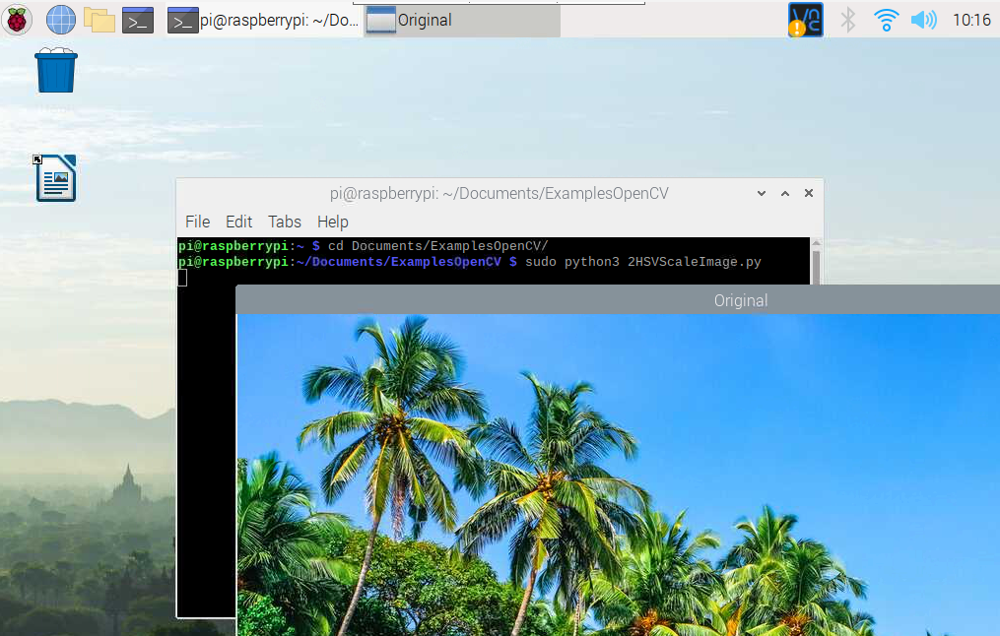 pi@raspberrypi: ~/Do... Original 10:16
pi@raspberrypi: ~/Documents/ExamplesOpenCV
File Edit Tabs Help
pi@raspberrypi:~ $ cd Documents/ExamplesOpenCV/
pi@raspberrypi:~/Documents/ExamplesOpenCV $ sudo python3 2HSVScaleImage.py
Original